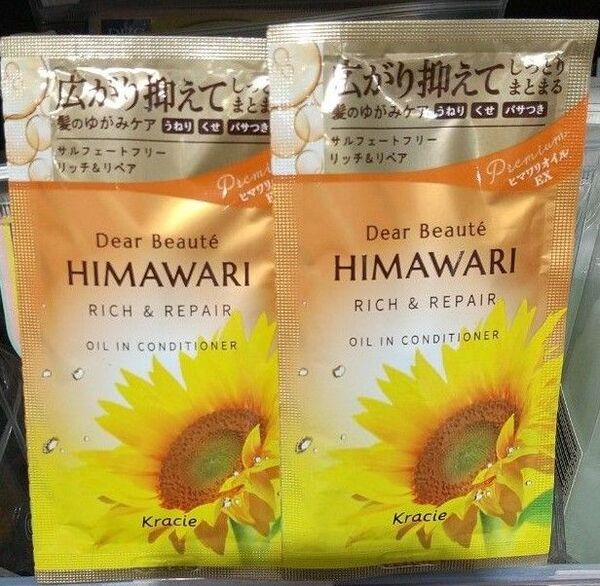 広がり抑えて しっとり
まとまる
髪のゆがみケア うねり くせ パサつき
サルフェートフリー
リッチ&リペア
Premium
ヒマワリオイル
EX
Dear Beauté
HIMAWARI
RICH & REPAIR
OIL IN CONDITIONER
Kracie
広がり抑えて しっとり
まとまる
髪のゆがみケア うねり くせ パサつき
サルフェートフリー
リッチ&リペア
Premium
ヒマワリオイル
EX
Dear Beauté
HIMAWARI
RICH & REPAIR
OIL IN CONDITIONER
Kracie